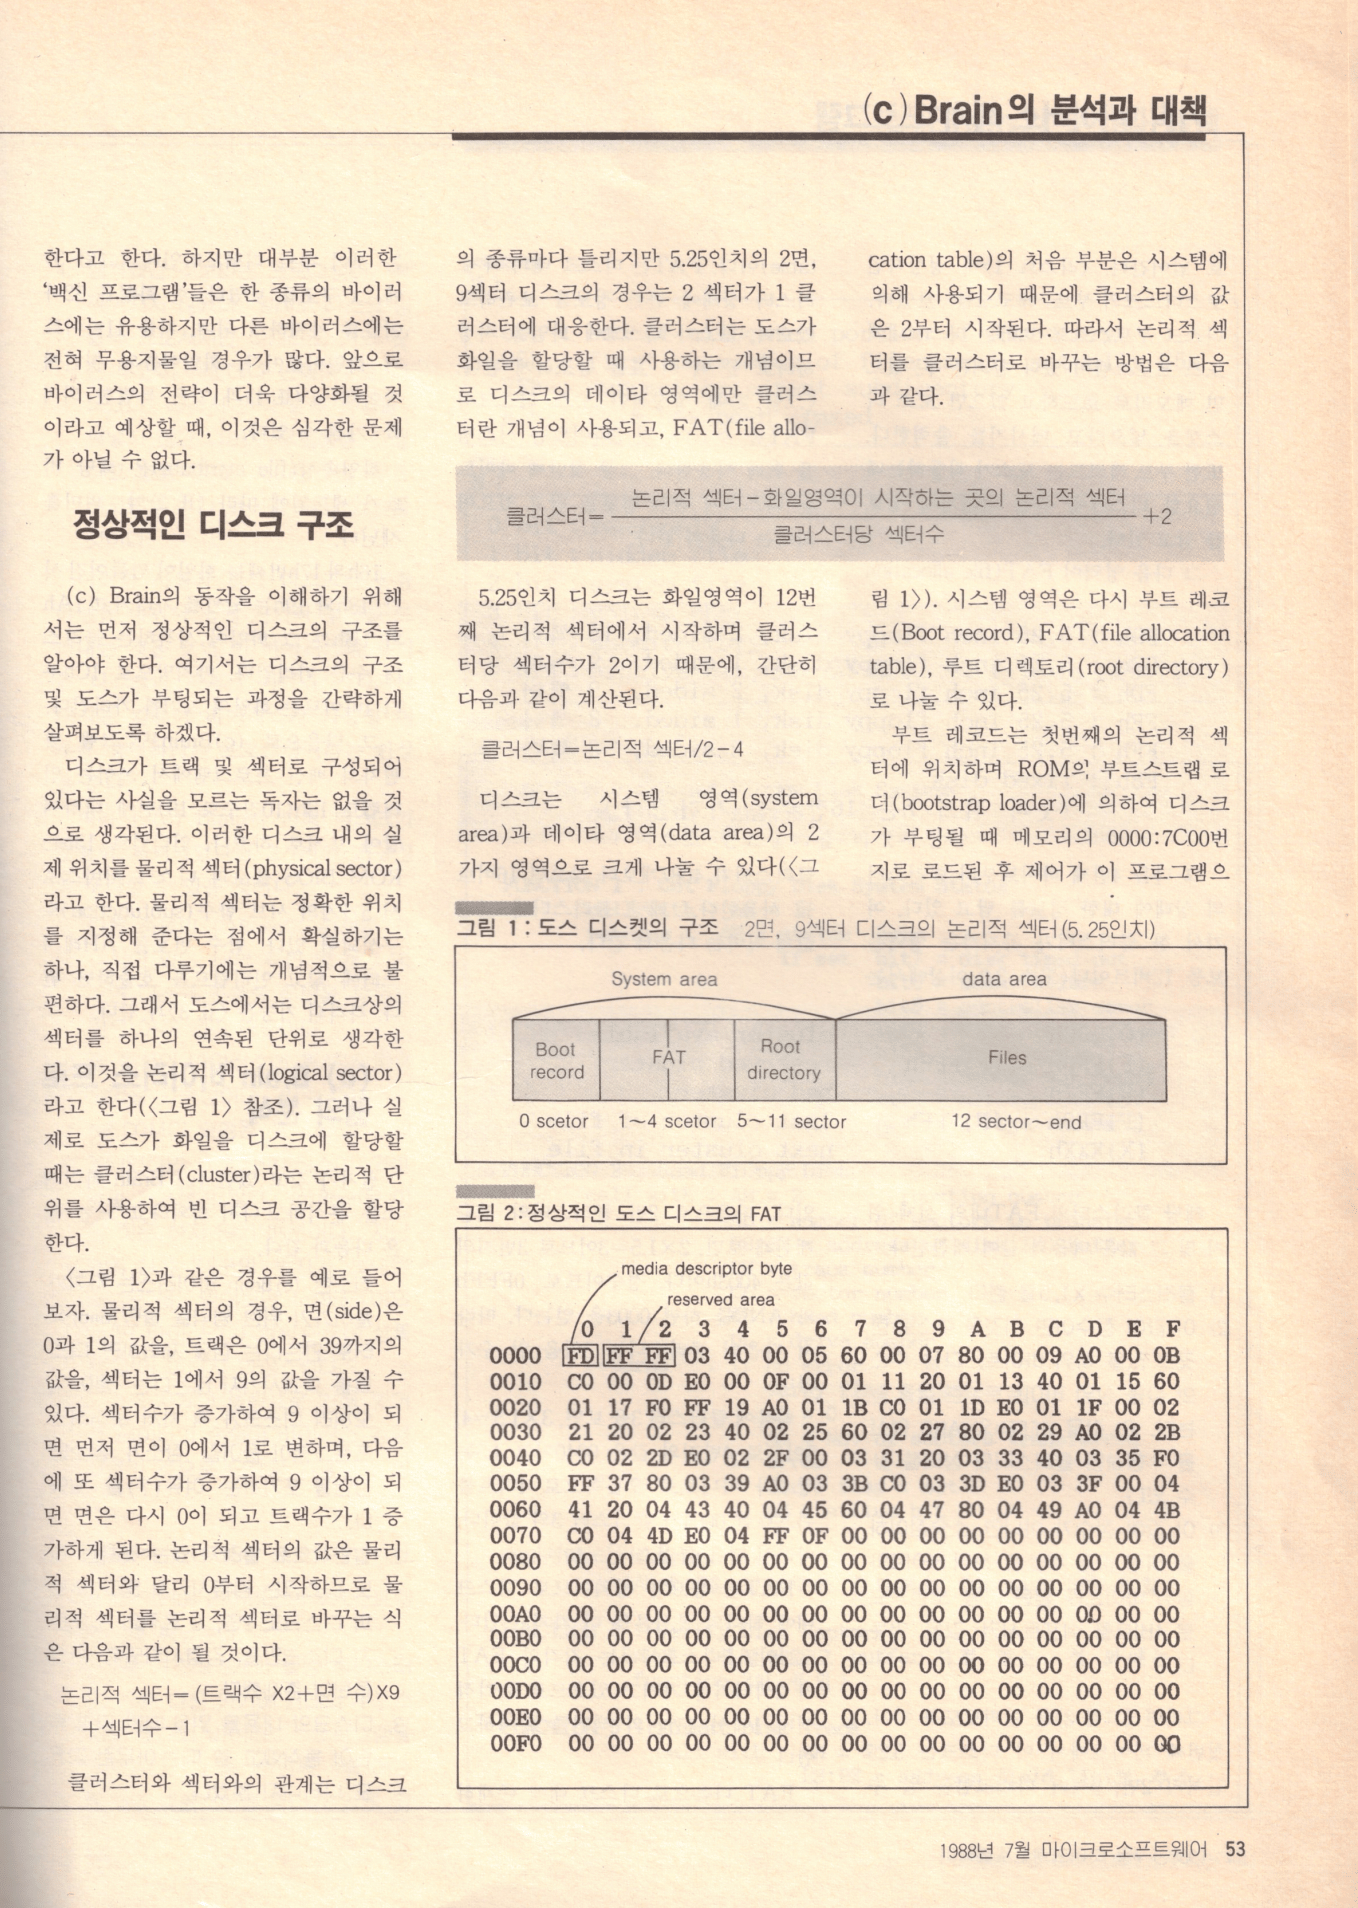 (c) Brain의 분석과 대책
한다고 한다. 하지만 대부분 이러한
‘백신 프로그램’들은 한 종류의 바이러
스에는 유용하지만 다른 바이러스에는
전혀 무용지물일 경우가 많다. 앞으로
바이러스의 전략이 더욱 다양화될 것
이라고 예상할 때, 이것은 심각한 문제
가 아닐 수 없다.
정상적인 디스크 구조
(c) Brain의 동작을 이해하기 위해
서는 먼저 정상적인 디스크의 구조를
알아야 한다. 여기서는 디스크의 구조
및 도스가 부팅되는 과정을 간략하게
살펴보도록 하겠다.
디스크가 트랙 및 섹터로 구성되어
있다는 사실을 모르는 독자는 없을 것
으로 생각된다. 이러한 디스크 내의 실
제 위치를 물리적 섹터(physical sector)
라고 한다. 물리적 섹터는 정확한 위치
를 지정해 준다는 점에서 확실하기는
하나, 직접 다루기에는 개념적으로 불
편하다. 그래서 도스에서는 디스크상의
섹터를 하나의 연속된 단위로 생각한
다. 이것을 논리적 섹터(logical sector)
라고 한다(〈그림 1〉 참조). 그러나 실
제로 도스가 화일을 디스크에 할당할
때는 클러스터(cluster)라는 논리적 단
위를 사용하여 빈 디스크 공간을 할당
한다.
〈그림 1〉과 같은 경우를 예로 들어
보자. 물리적 섹터의 경우, 면(side)은
0과 1의 값을, 트랙은 0에서 39까지의
값을, 섹터는 1에서 9의 값을 가질 수
있다. 섹터수가 증가하여 9 이상이 되
면 먼저 면이 0에서 1로 변하며, 다음
에 또 섹터수가 증가하여 9 이상이 되
면 면은 다시 0이 되고 트랙수가 1 증
가하게 된다. 논리적 섹터의 값은 물리
적 섹터와 달리 0부터 시작하므로 물
리적 섹터를 논리적 섹터로 바꾸는 식
은 다음과 같이 될 것이다.
논리적 섹터=(트랙수 X2+면 수)X9
+섹터수-1
클러스터와 섹터와의 관계는 디스크
의 종류마다 틀리지만 5.25인치의 2면,
9섹터 디스크의 경우는 2 섹터가 1 클
러스터에 대응한다. 클러스터는 도스가
화일을 할당할 때 사용하는 개념이므
로 디스크의 데이타 영역에만 클러스
터란 개념이 사용되고, FAT(file allo-
cation table)의 처음 부분은 시스템에
의해 사용되기 때문에 클러스터의 값
은 2부터 시작된다. 따라서 논리적 섹
터를 클러스터로 바꾸는 방법은 다음
과 같다.
논리적 섹터-화일영역이 시작하는 곳의 논리적 섹터
클러스터= +2
클러스터당 섹터수
5.25인치 디스크는 화일영역이 12번
째 논리적 섹터에서 시작하며 클러스
터당 섹터수가 2이기 때문에, 간단히
다음과 같이 계산된다.
클러스터=논리적 섹터/2-4
디스크는 시스템 영역(system
area)과 데이타 영역(data area)의 2
가지 영역으로 크게 나눌 수 있다(〈그
림 1〉). 시스템 영역은 다시 부트 레코
드(Boot record), FAT(file allocation
table), 루트 디렉토리(root directory)
로 나눌 수 있다.
부트 레코드는 첫번째의 논리적 섹
터에 위치하며 ROM의 부트스트랩 로
더(bootstrap loader)에 의하여 디스크
가 부팅될 때 메모리의 0000:7C00번
지로 로드된 후 제어가 이 프로그램으
그림 1: 도스 디스켓의 구조 2면, 9섹터 디스크의 논리적 섹터(5.25인치)
System area data area
Boot record FAT Root directory Files
0 scetor 1~4 scetor 5~11 sector 12 sector~end
그림 2:정상적인 도스 디스크의 FAT
media descriptor byte
reserved area
0 1 2 3 4 5 6 7 8 9 A B C D E F
0000 FD FF FF 03 40 00 05 60 00 07 80 00 09 A0 00 0B
0010 C0 00 0D E0 00 0F 00 01 11 20 01 13 40 01 15 60
0020 01 17 F0 FF 19 A0 01 1B C0 01 1D E0 01 1F 00 02
0030 21 20 02 23 40 02 25 60 02 27 80 02 29 A0 02 2B
0040 C0 02 2D E0 02 2F 00 03 31 20 03 33 40 03 35 F0
0050 FF 37 80 03 39 A0 03 3B C0 03 3D E0 03 3F 00 04
0060 41 20 04 43 40 04 45 60 04 47 80 04 49 A0 04 4B
0070 C0 04 4D E0 04 FF 0F 00 00 00 00 00 00 00 00 00
0080 00 00 00 00 00 00 00 00 00 00 00 00 00 00 00 00
0090 00 00 00 00 00 00 00 00 00 00 00 00 00 00 00 00
00A0 00 00 00 00 00 00 00 00 00 00 00 00 00 00 00 00
00B0 00 00 00 00 00 00 00 00 00 00 00 00 00 00 00 00
00C0 00 00 00 00 00 00 00 00 00 00 00 00 00 00 00 00
00D0 00 00 00 00 00 00 00 00 00 00 00 00 00 00 00 00
00E0 00 00 00 00 00 00 00 00 00 00 00 00 00 00 00 00
00F0 00 00 00 00 00 00 00 00 00 00 00 00 00 00 00 00
1988년 7월 마이크로소프트웨어 53